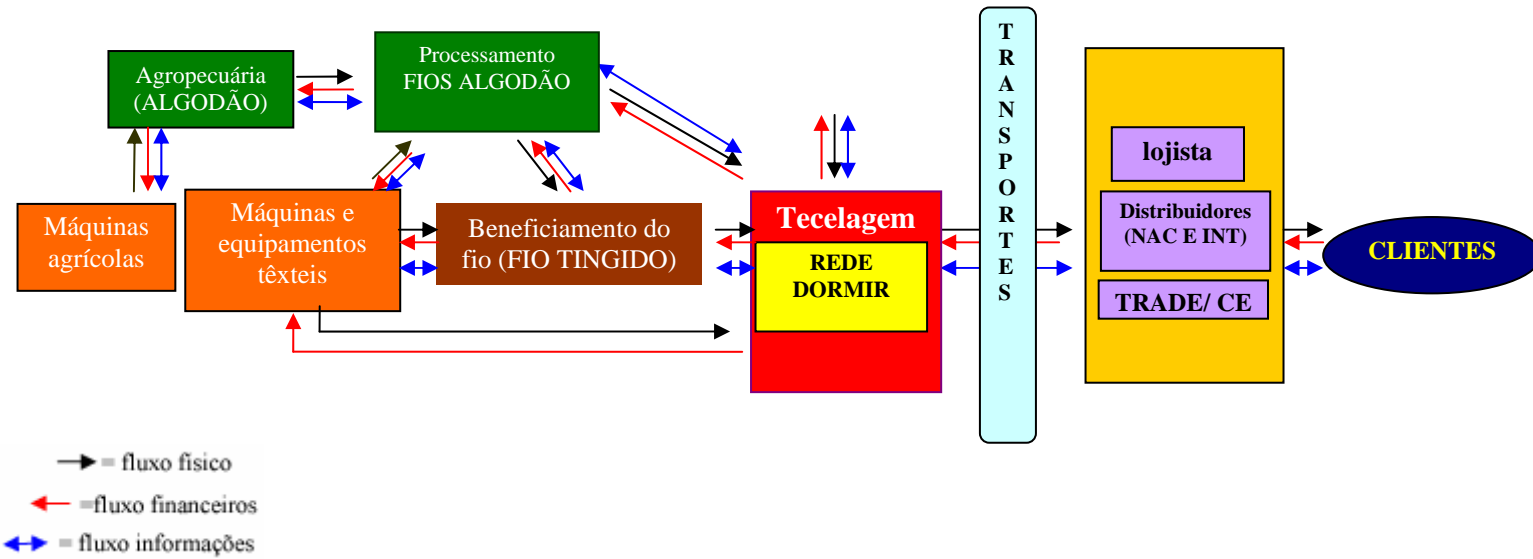 Agropecuária
(ALGODÃO)
Processamento
FIOS ALGODÃO
Máquinas
agrícolas
Máquinas e
equipamentos
têxteis
Beneficiamento do
fio (FIO TINGIDO)
Tecelagem
REDE
DORMIR
T
R
A
N
S
P
O
R
T
E
S
lojista
Distribuidores
(NAC E INT)
TRADE/ CE
CLIENTES
= fluxo físico
=fluxo financeiros
= fluxo informações